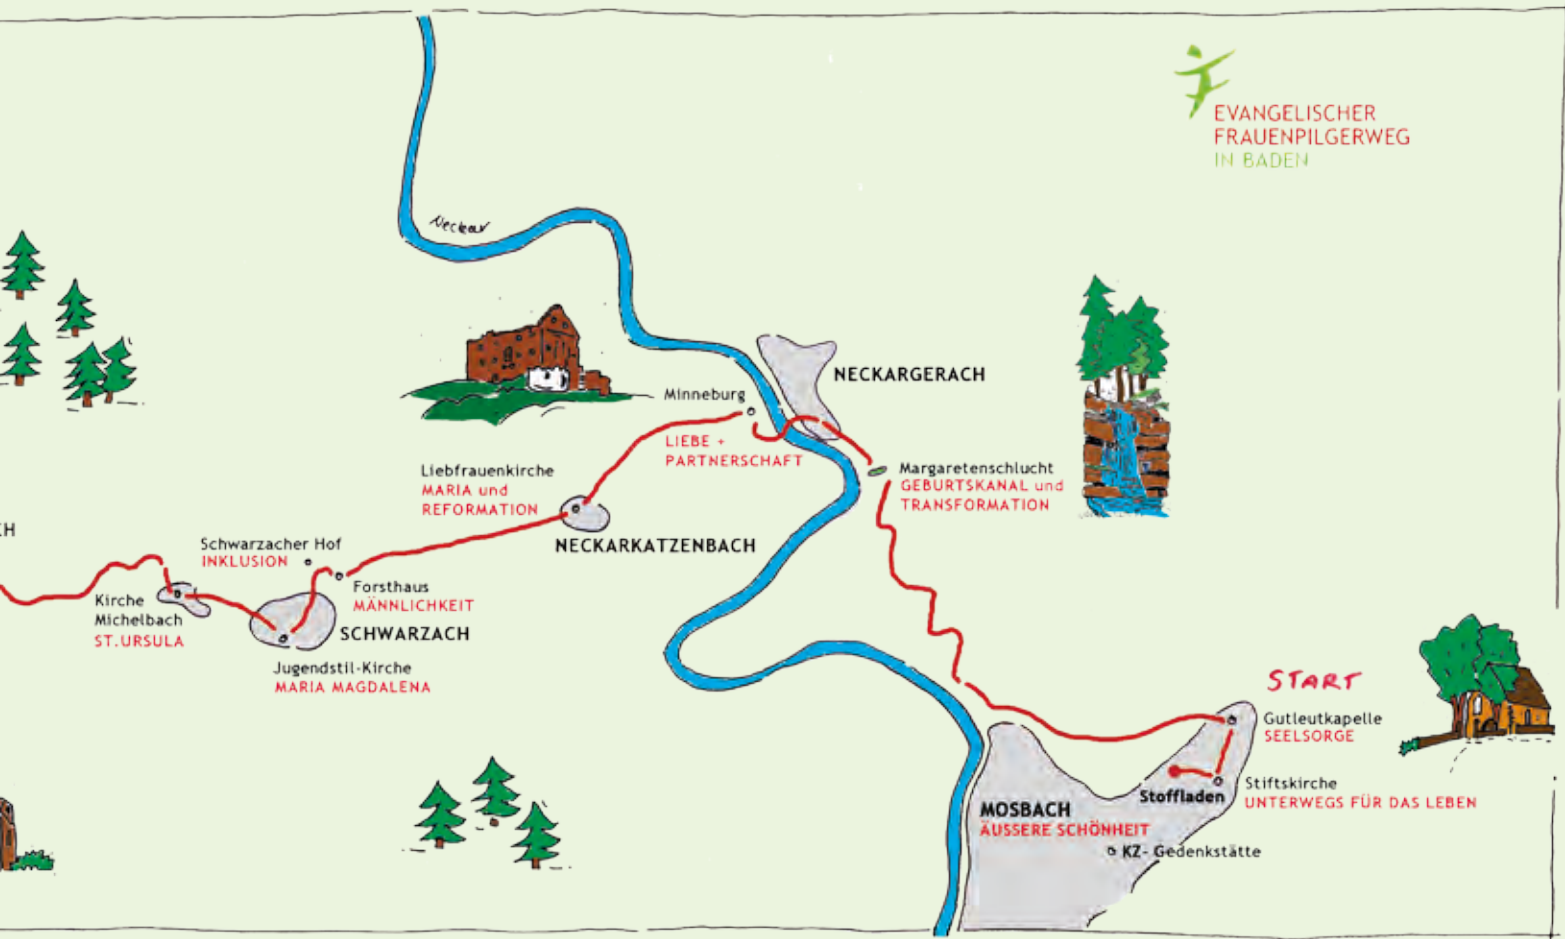 EVANGELISCHER
FRAUENPILGERWEG
IN BADEN
Neckar
NECKARGERACH
Minneburg
LIEBE +
PARTNERSCHAFT
Margaretenschlucht
GEBURTSKANAL und
TRANSFORMATION
Liebfrauenkirche
MARIA und
REFORMATION
NECKARKATZENBACH
CH
Schwarzacher Hof
INKLUSION
Forsthaus
MÄNNLICHKEIT
SCHWARZACH
Kirche
Michelbach
ST.URSULA
Jugendstil-Kirche
MARIA MAGDALENA
START
Gutleutkapelle
SEELSORGE
Stiftskirche
UNTERWEGS FÜR DAS LEBEN
Stoffladen
MOSBACH
ÄUSSERE SCHÖNHEIT
KZ- Gedenkstätte